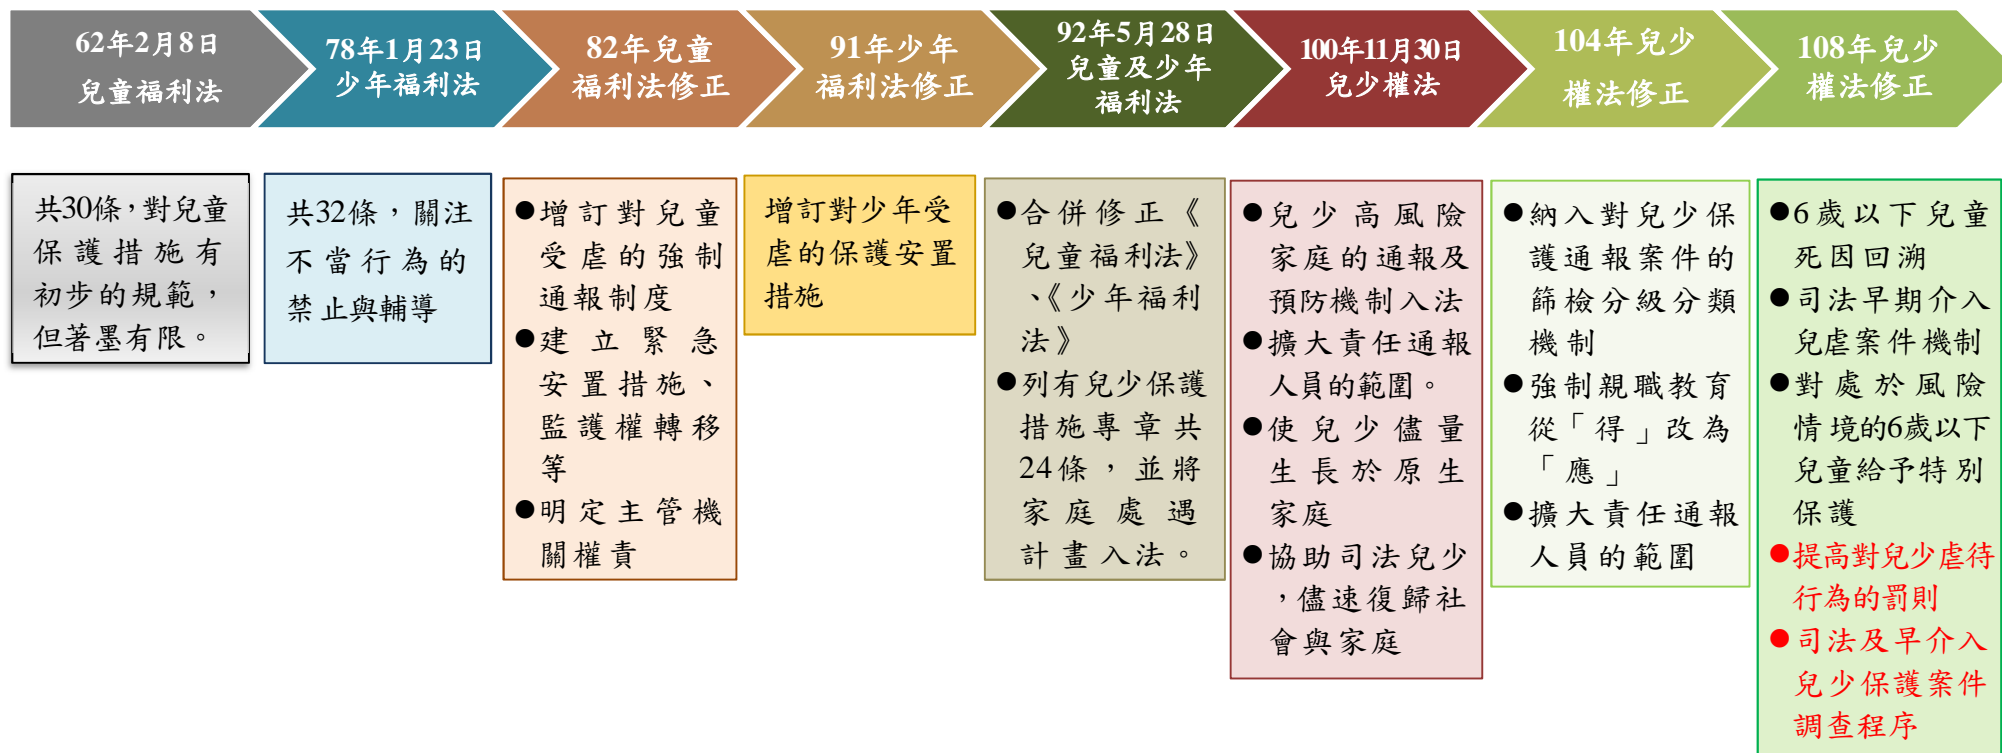 62年2月8日
兒童福利法
78年1月23日
少年福利法
82年兒童
福利法修正
91年少年
福利法修正
92年5月28日
兒童及少年
福利法
100年11月30日
兒少權法
104年兒少
權法修正
108年兒少
權法修正
共30條，對兒童
保護措施有
初步的規範，
但著墨有限。
共32條，關注
不當行為的
禁止與輔導
●增訂對兒童
受虐的強制
通報制度
●建立緊急
安置措施、
監護權轉移
等
●明定主管機
關權責
增訂對少年受
虐的保護安置
措施
●合併修正《
兒童福利法》
、《少年福利
法》
●列有兒少保護
措施專章共
24條，並將
家庭處遇
計畫入法。
●兒少高風險
家庭的通報及
預防機制入法
●擴大責任通報
人員的範圍。
●使兒少儘量
生長於原生
家庭
●協助司法兒少
，儘速復歸社
會與家庭
●納入對兒少保
護通報案件的
篩檢分級分類
機制
●強制親職教育
從「得」改為
「應」
●擴大責任通報
人員的範圍
●6歲以下兒童
死因回溯
●司法早期介入
兒虐案件機制
●對處於風險
情境的6歲以下
兒童給予特別
保護
●提高對兒少虐待
行為的罰則
●司法及早介入
兒少保護案件
調查程序